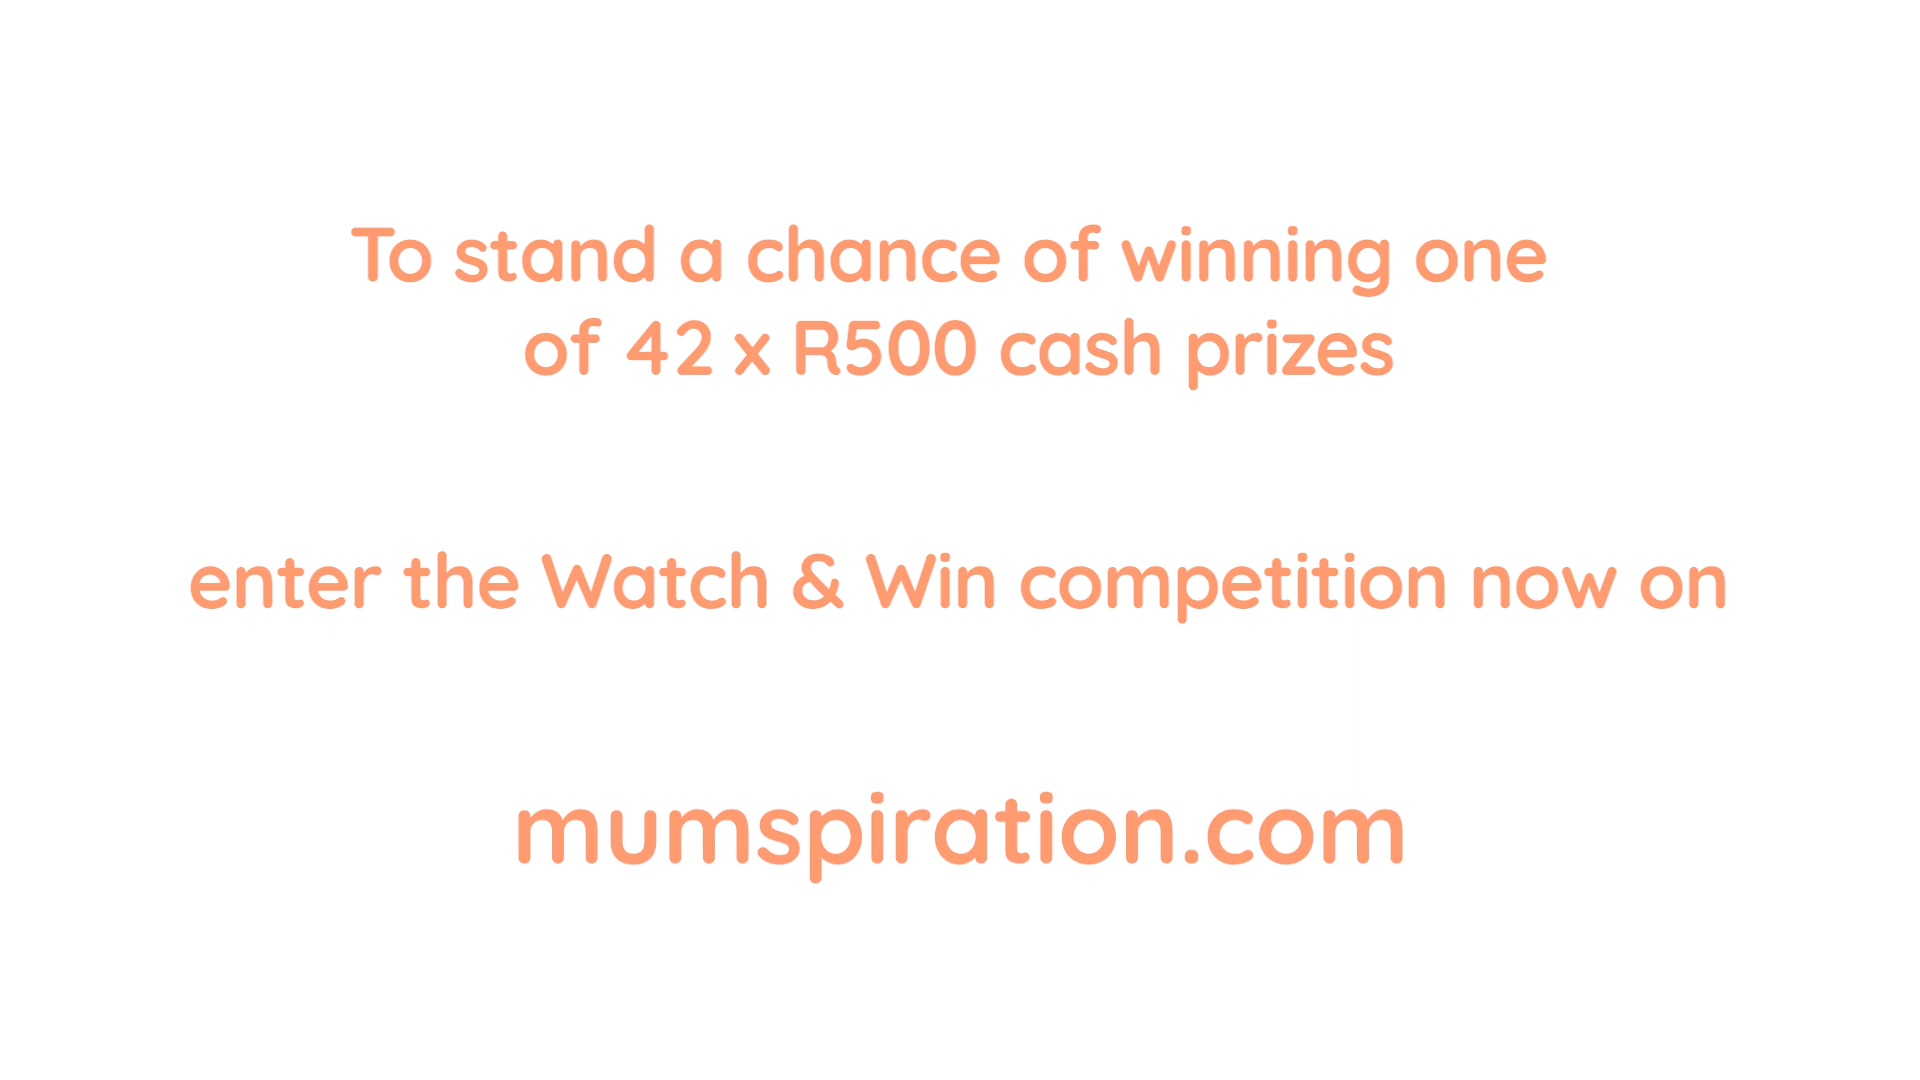 To stand a chance of winning one
of 42 x R500 cash prizes
enter the Watch & Win competition now on
mumspiration.com